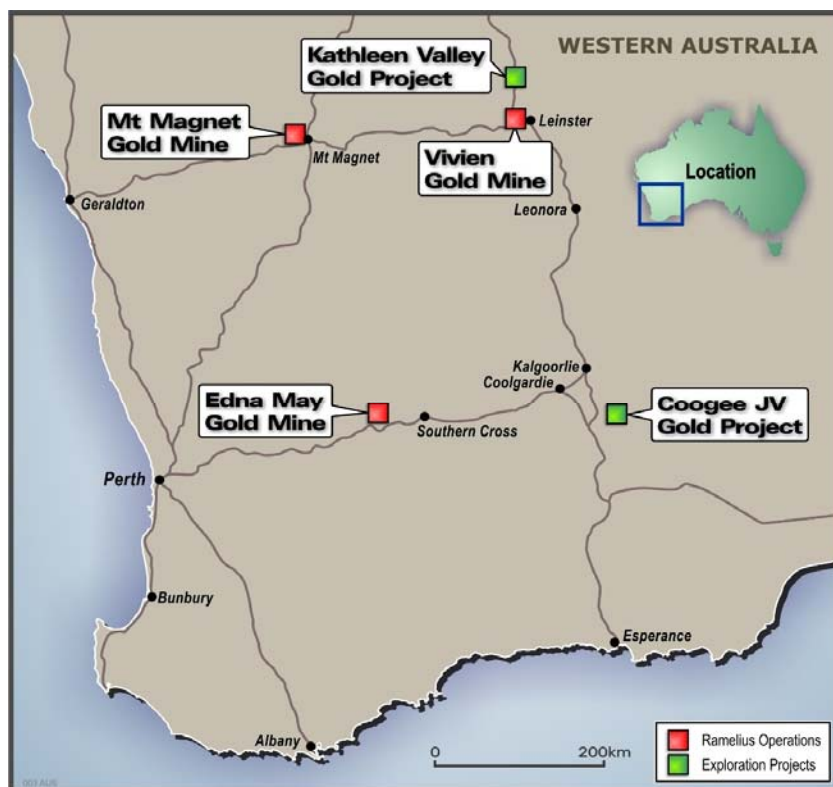 WESTERN AUSTRALIA
Kathleen Valley
Gold Project
Mt Magnet
Gold Mine
Leinster
Mt Magnet
Vivien
Gold Mine
Location
Geraldton
Leonora
Kalgoorlie
Coolgardie
Edna May
Gold Mine
Coogee JV
Gold Project
Southern Cross
Perth
Bunbury
Esperance
Albany
0 200km
Ramelius Operations
Exploration Projects